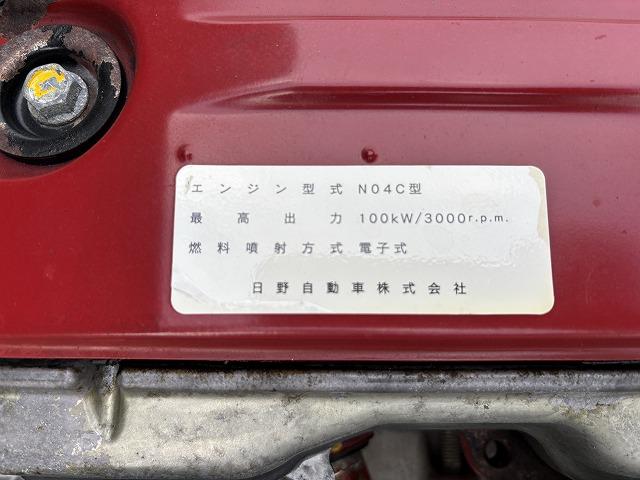 エンジン型式 N04C型
最高出力 100kW/3000r.p.m.
燃料噴射方式 電子式
日野自動車株式会社